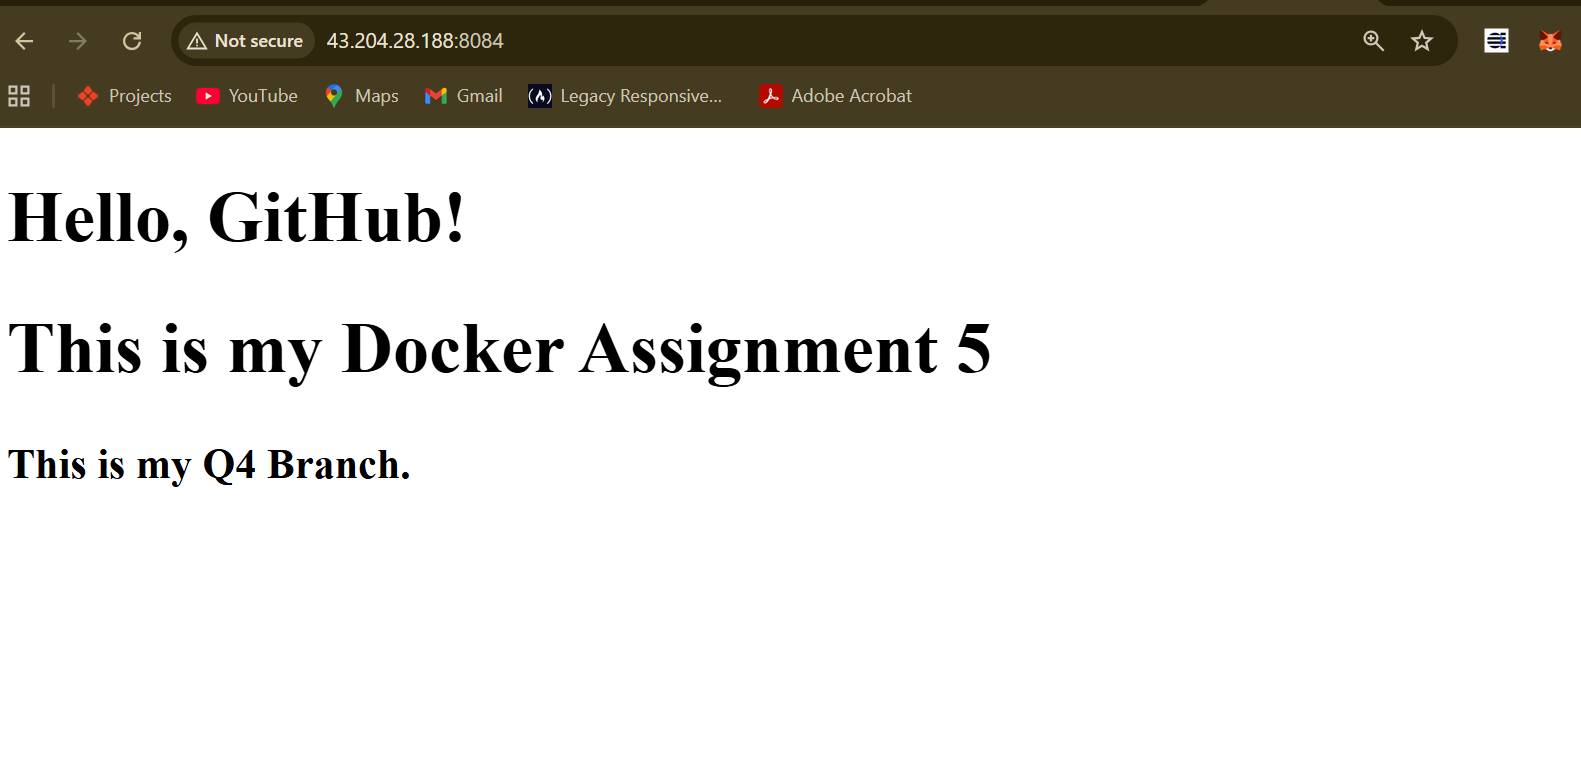 Not secure 43.204.28.188:8084
Projects YouTube Maps Gmail Legacy Responsive... Adobe Acrobat
Hello, GitHub!
This is my Docker Assignment 5
This is my Q4 Branch.